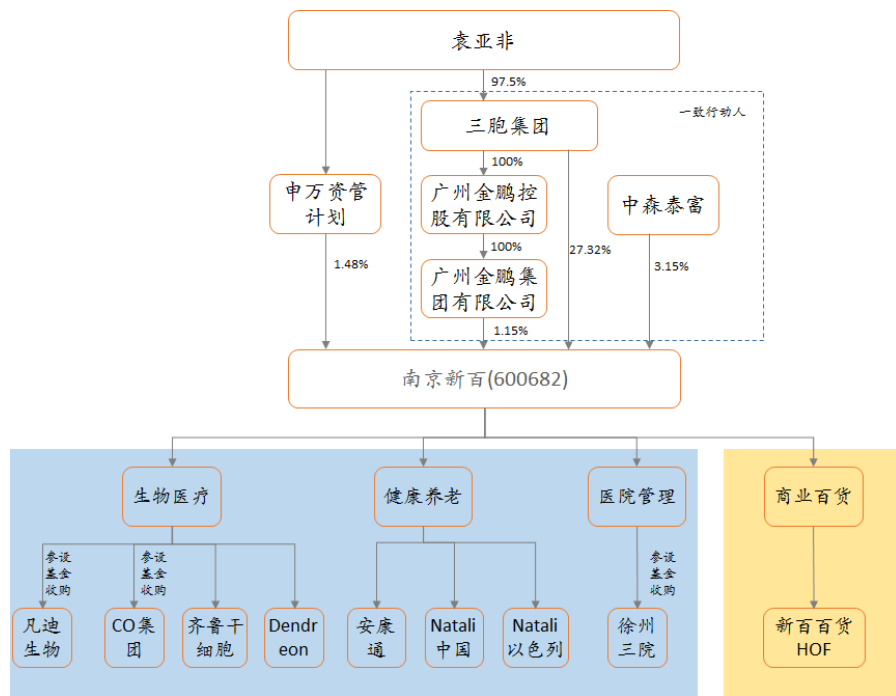 袁亚非
97.5%
一致行动人
三胞集团
100%
申万资管
计划
广州金鹏控
股有限公司
中森泰富
100%
27.32%
1.48%
3.15%
广州金鹏集
团有限公司
1.15%
南京新百(600682)
生物医疗
健康养老
医院管理
商业百货
参设
基金
收购
参设
基金
收购
参设
基金
收购
凡迪
生物
CO集
团
齐鲁干
细胞
Dendr
eon
安康
通
Natali
中国
Natali
以色列
徐州
三院
新百百货
HOF